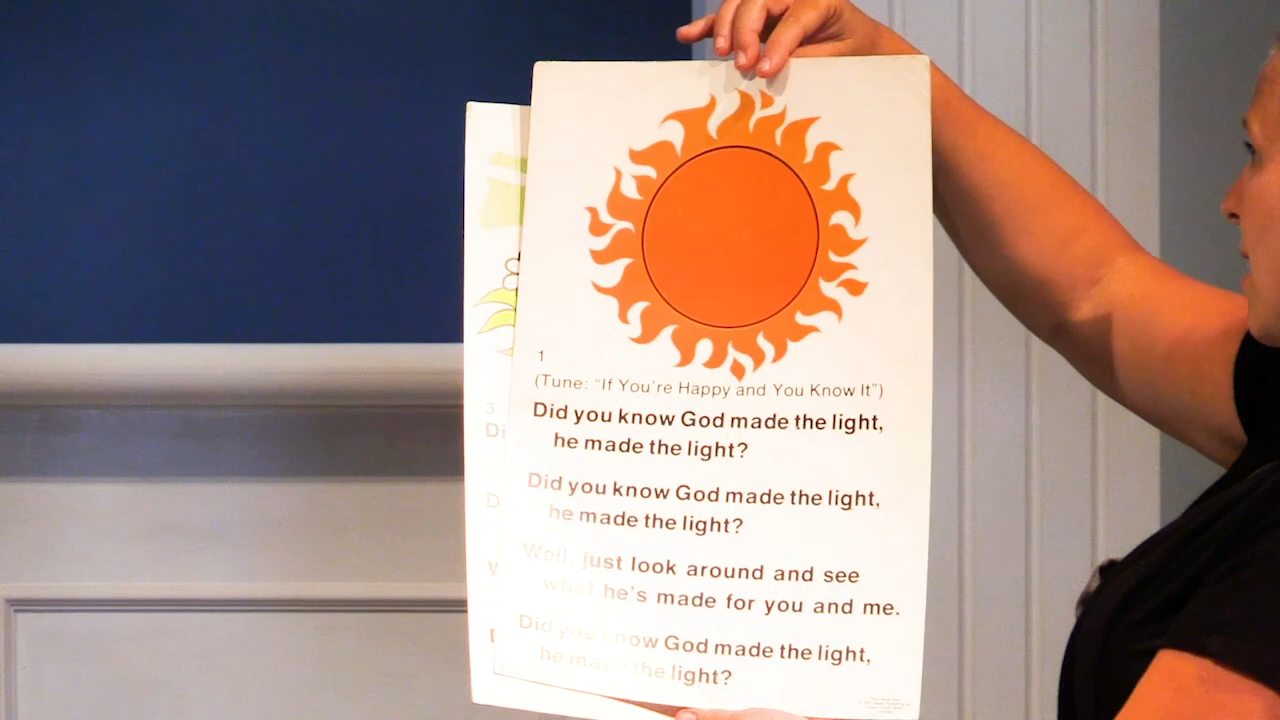 1
(Tune: "If You're Happy and You Know It")
Did you know God made the light,
he made the light?
Did you know God made the light,
he made the light?
Well, just look around and see
what he's made for you and me.
Did you know God made the light,
he made the light?
3
Di
D
W